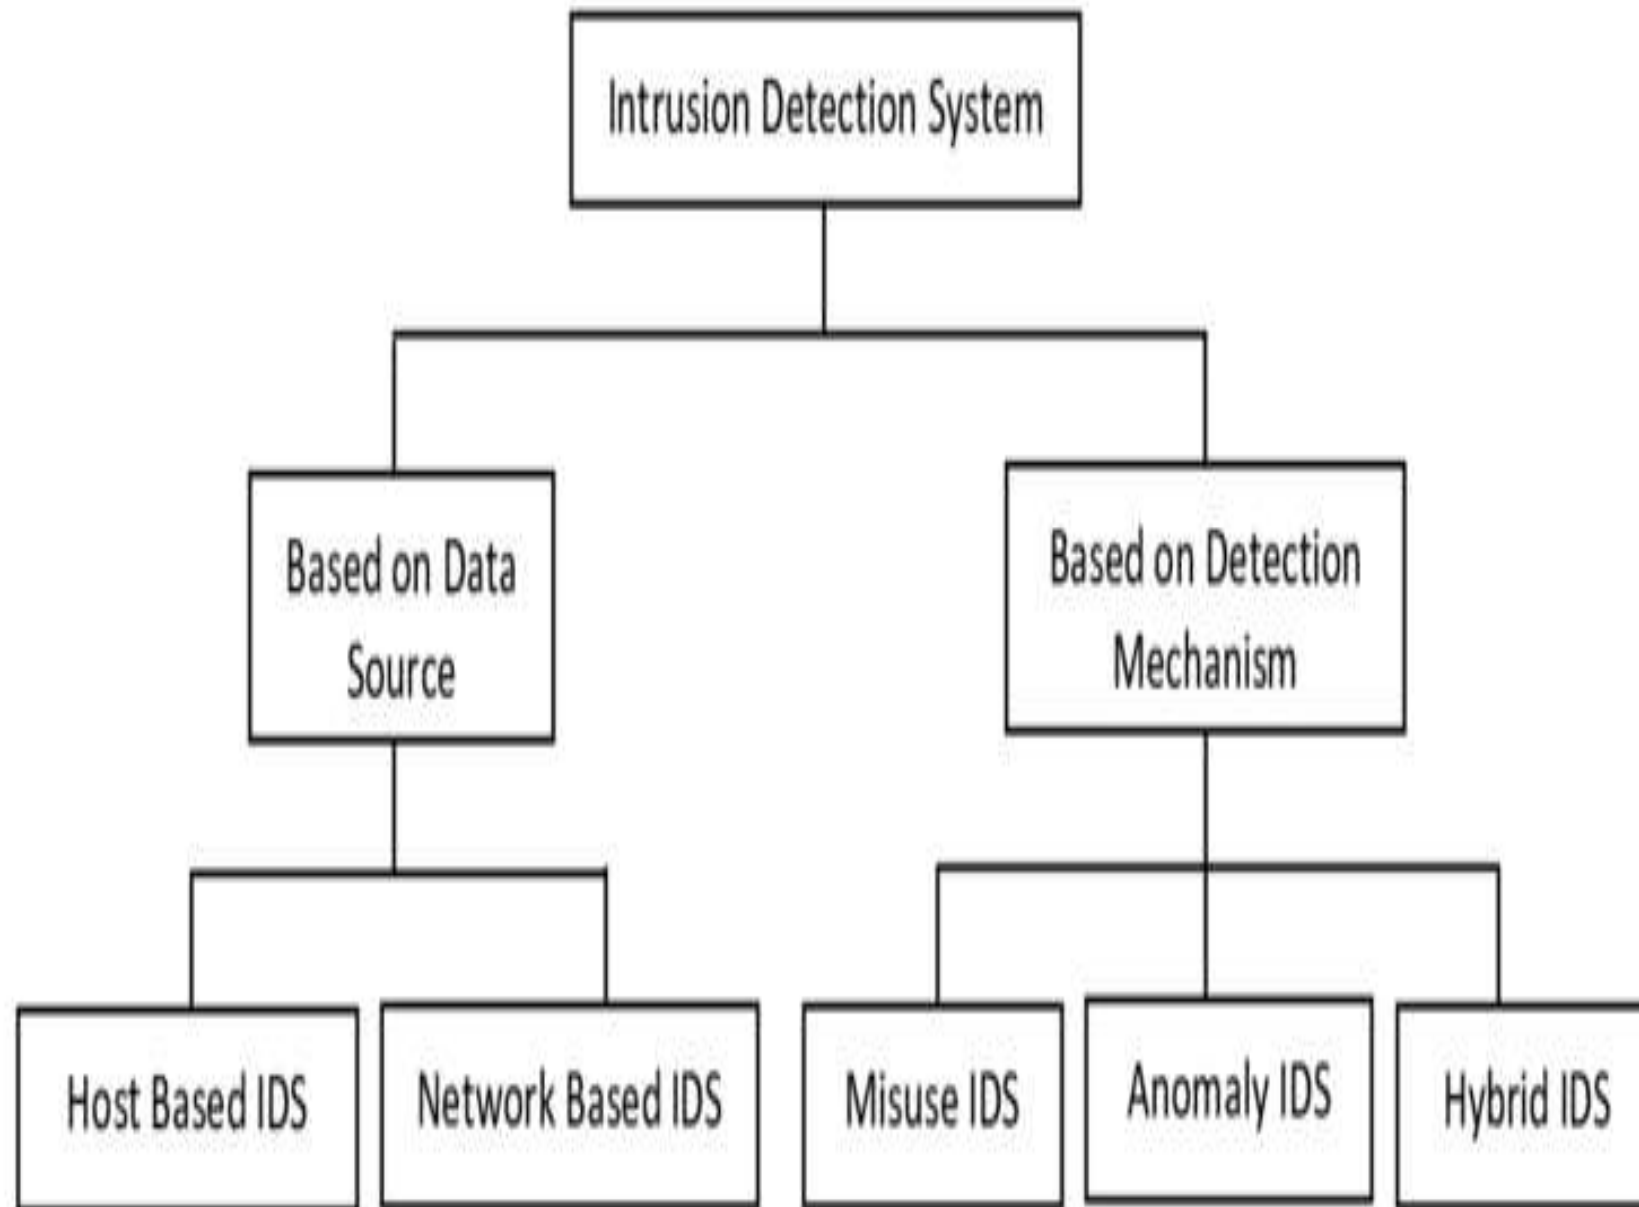 Intrusion Detection System
Based on Data
Source
Based on Detection
Mechanism
Host Based IDS
Network Based IDS
Misuse IDS
Anomaly IDS
Hybrid IDS